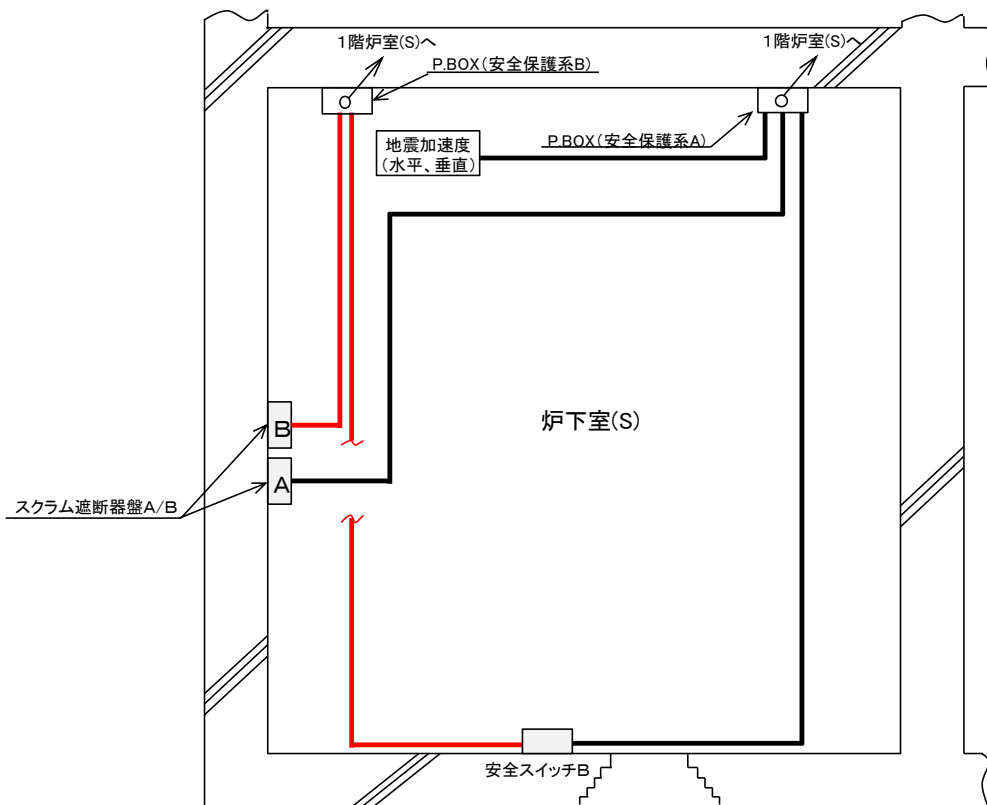 1階炉室(S)へ
1階炉室(S)へ
P.BOX(安全保護系B)
地震加速度
(水平、垂直)
P.BOX(安全保護系A)
炉下室(S)
B
A
スクラム遮断器盤A/B
安全スイッチB